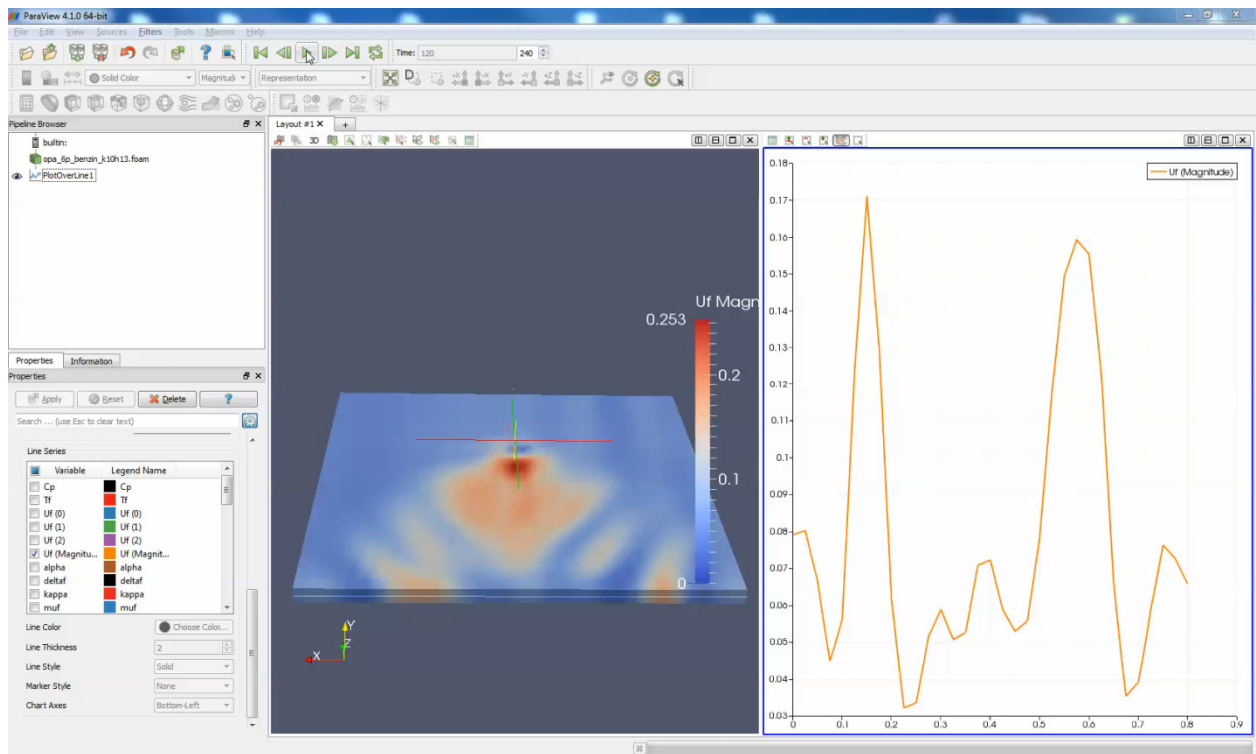 ParaView 4.1.0 64-bit
File Edit View Sources Filters Tools Macros Help
Time: 120 240
Solid Color Magnitud Representation
Pipeline Browser
builtin:
opa_6p_benzin_k10h13.foam
PlotOverLine1
Properties Information
Properties
Apply Reset Delete ?
Search ... (use Esc to clear text)
Line Series
Variable Legend Name
Cp Cp
Tf Tf
Uf (0) Uf (0)
Uf (1) Uf (1)
Uf (2) Uf (2)
Uf (Magnitu... Uf (Magnit...
alpha alpha
deltaf deltaf
kappa kappa
muf muf
Line Color Choose Color...
Line Thickness 2
Line Style Solid
Marker Style None
Chart Axes Bottom-Left
Layout #1 X +
3D
Uf Magn
0.253
0.2
0.1
0
Y
Z
X
Uf (Magnitude)
0.18
0.17
0.16
0.15
0.14
0.13
0.12
0.11
0.1
0.09
0.08
0.07
0.06
0.05
0.04
0.03
0 0.1 0.2 0.3 0.4 0.5 0.6 0.7 0.8 0.9